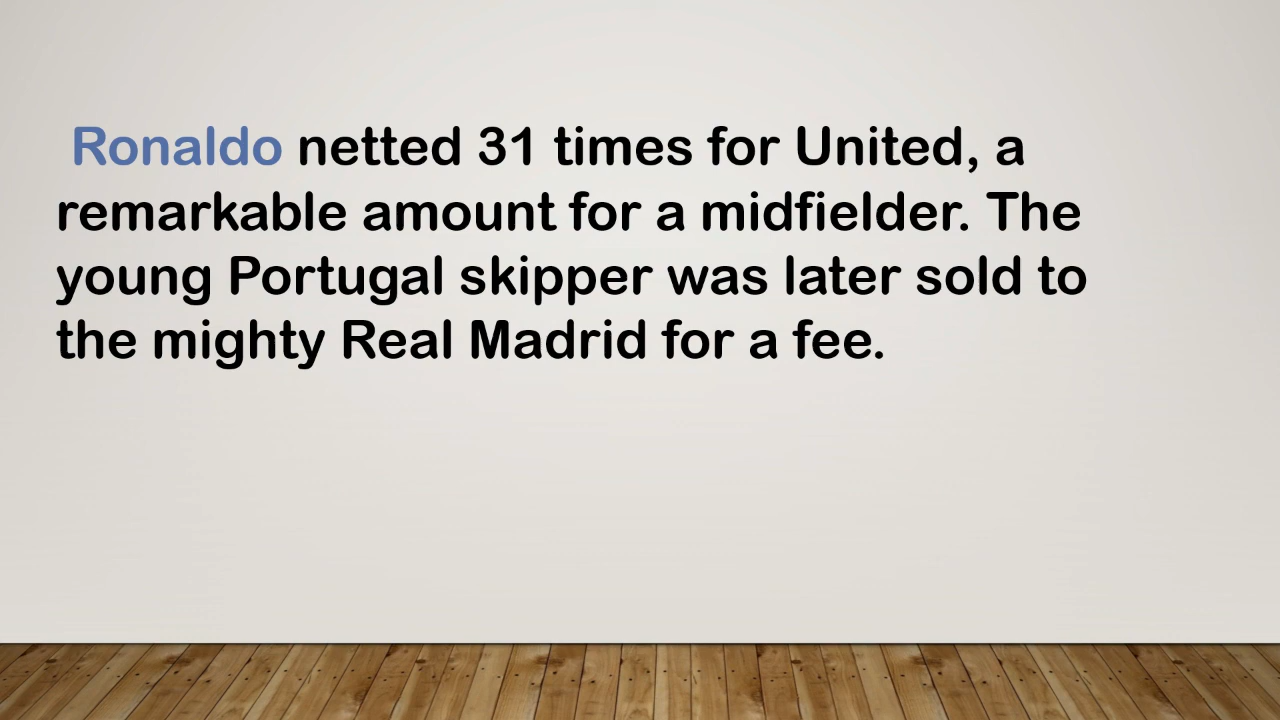 Ronaldo netted 31 times for United, a
remarkable amount for a midfielder. The
young Portugal skipper was later sold to
the mighty Real Madrid for a fee.